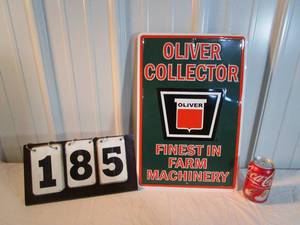 OLIVER
COLLECTOR
OLIVER
FINEST IN
FARM
MACHINERY
185
Coca-Cola